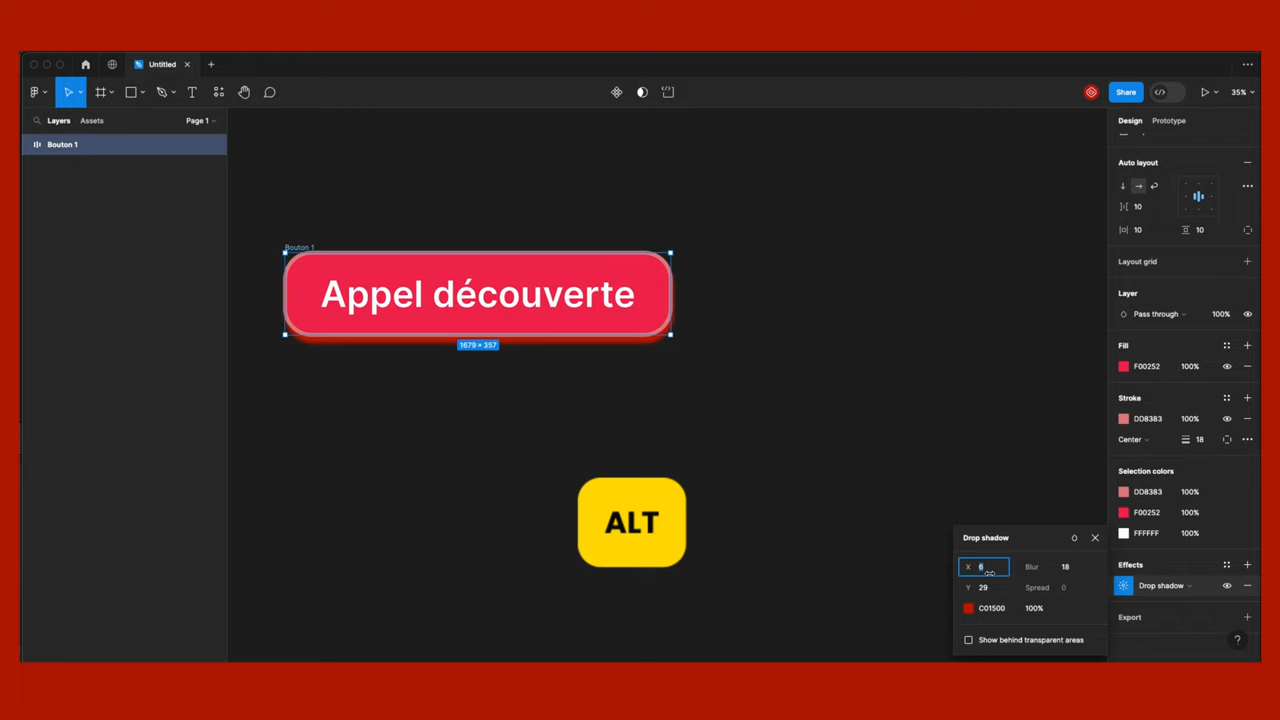 Untitled
Share
35%
Layers Assets Page 1
Bouton 1
Bouton 1
Appel découverte
1679 × 357
ALT
Design Prototype
Auto layout
10
10 10
Layout grid
Layer
Pass through 100%
Fill
F00252 100%
Stroke
DD8383 100%
Center 18
Selection colors
DD8383 100%
F00252 100%
FFFFFF 100%
Effects
Drop shadow
Export
?
Drop shadow
X 6 Blur 18
Y 29 Spread 0
C01500 100%
Show behind transparent areas